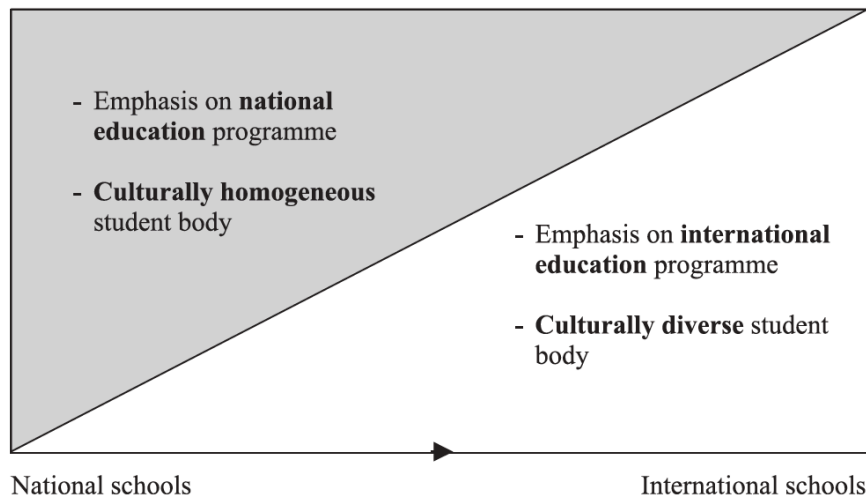 - Emphasis on national
education programme
- Culturally homogeneous
student body
- Emphasis on international
education programme
- Culturally diverse student
body
National schools
International schools